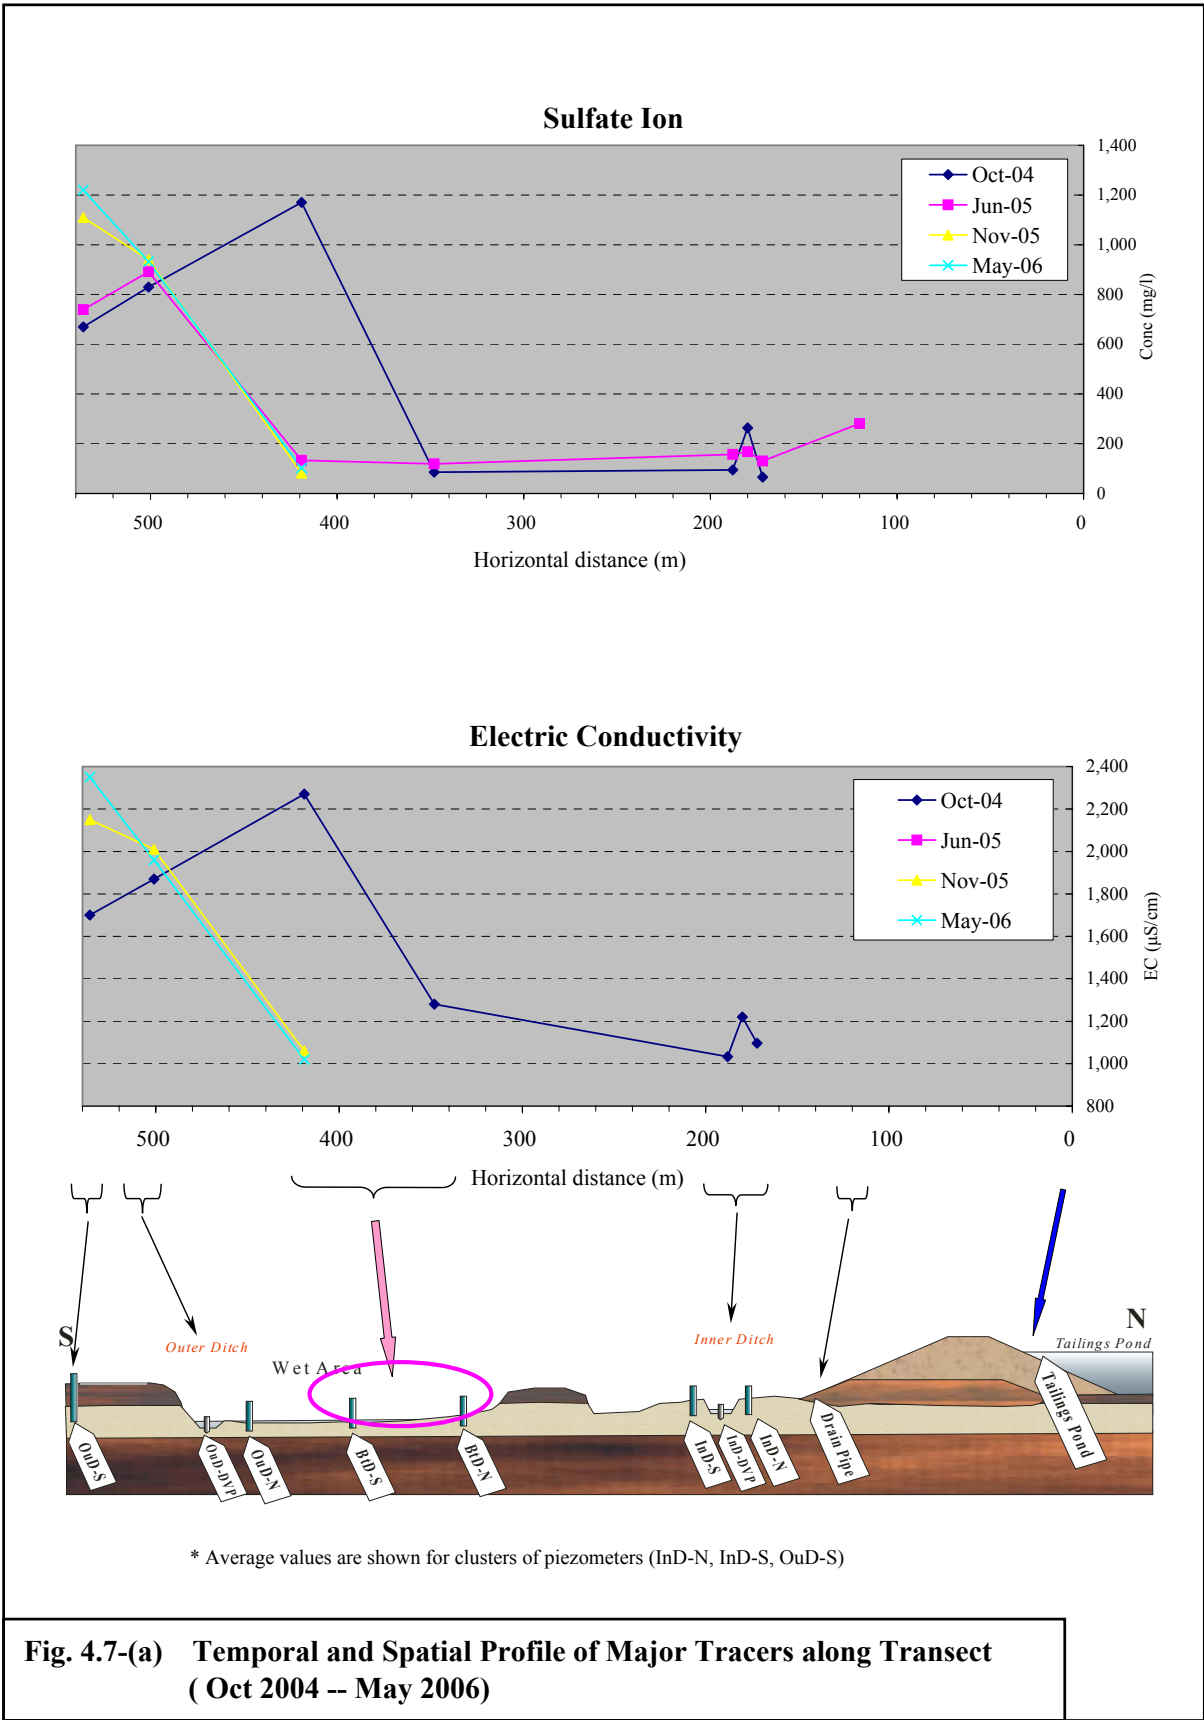 Sulfate Ion
1,400
1,200
1,000
800
600
400
200
0
Conc (mg/l)
Oct-04
Jun-05
Nov-05
May-06
500
400
300
200
100
0
Horizontal distance (m)
Electric Conductivity
2,400
2,200
2,000
1,800
1,600
1,400
1,200
1,000
800
EC (µS/cm)
Oct-04
Jun-05
Nov-05
May-06
500
400
300
200
100
0
Horizontal distance (m)
S
N
Outer Ditch
Wet Area
Inner Ditch
Tailings Pond
OuD-S
OuD-DVP
OuD-N
BtD-S
BtD-N
InD-S
InD-DVP
InD-N
Drain Pipe
Tailings Pond
* Average values are shown for clusters of piezometers (InD-N, InD-S, OuD-S)
Fig. 4.7-(a) Temporal and Spatial Profile of Major Tracers along Transect
( Oct 2004 -- May 2006)